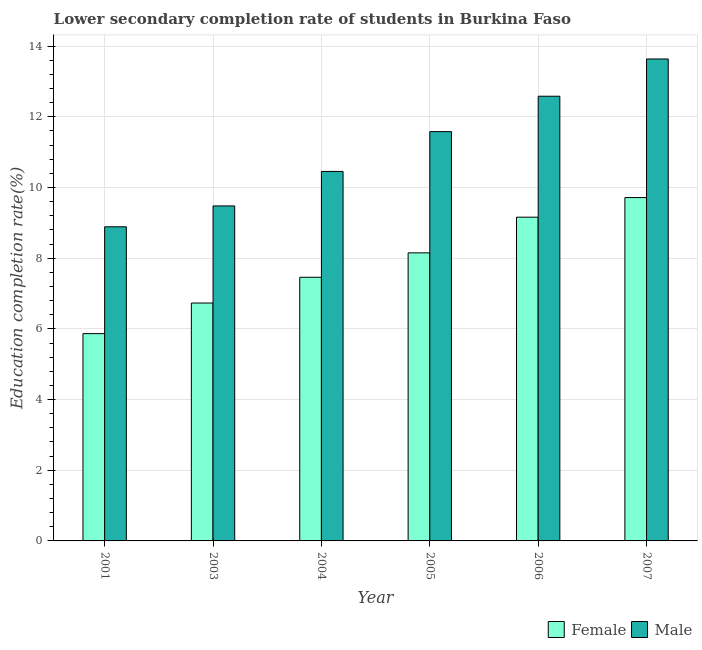 Lower secondary completion rate of students in Burkina Faso
Education completion rate(%)
14
12
10
8
6
4
2
0
2001
2003
2004
2005
2006
2007
Year
Female
Male